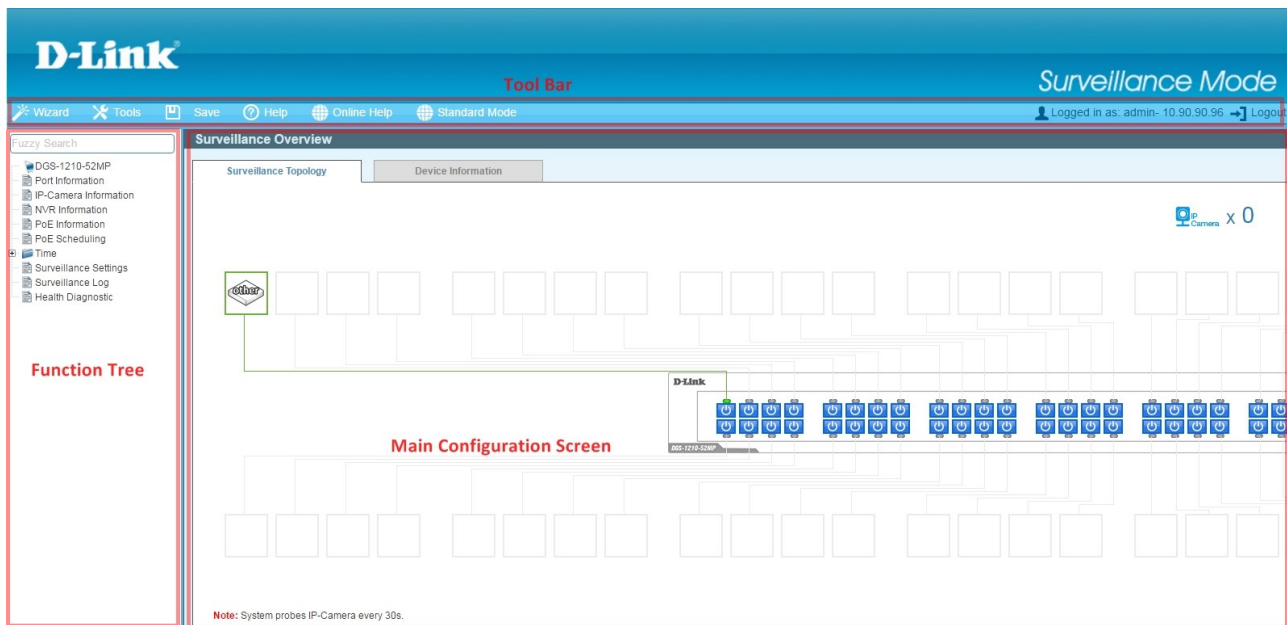 D-Link®
Tool Bar
Surveillance Mode
Wizard Tools Save Help Online Help Standard Mode
Logged in as: admin- 10.90.90.96 Logout
Fuzzy Search
Surveillance Overview
DGS-1210-52MP
Port Information
IP-Camera Information
NVR Information
PoE Information
PoE Scheduling
Time
Surveillance Settings
Surveillance Log
Health Diagnostic
Function Tree
Surveillance Topology
Device Information
IP Camera x 0
other
D-Link
Main Configuration Screen
DGS-1210-52MP
Note: System probes IP-Camera every 30s.